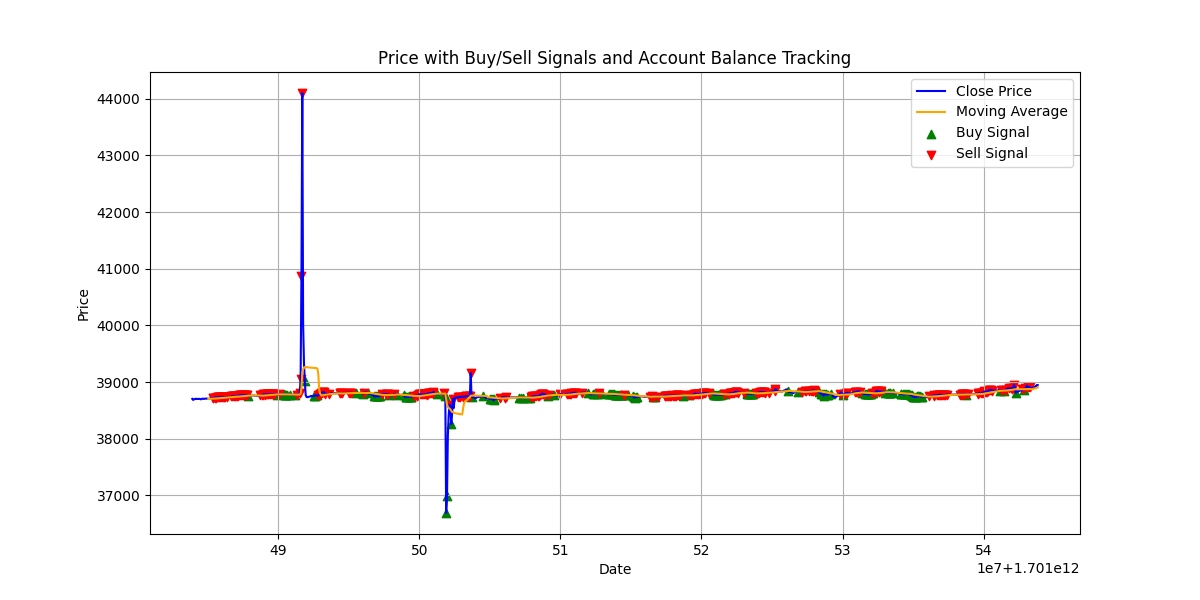 Price with Buy/Sell Signals and Account Balance Tracking
Close Price
Moving Average
Buy Signal
Sell Signal
44000
43000
42000
41000
40000
39000
38000
37000
Price
49 50 51 52 53 54
Date
1e7+1.701e12